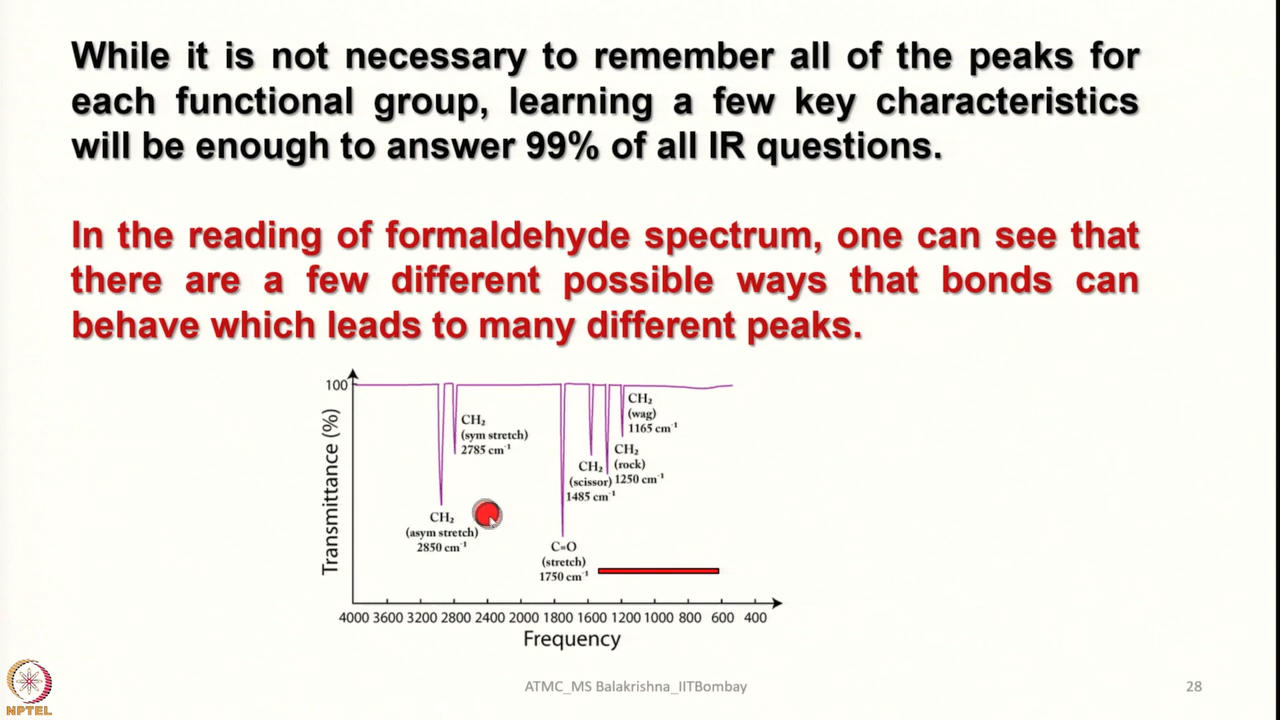 While it is not necessary to remember all of the peaks for
each functional group, learning a few key characteristics
will be enough to answer 99% of all IR questions.
In the reading of formaldehyde spectrum, one can see that
there are a few different possible ways that bonds can
behave which leads to many different peaks.
100
Transmittance (%)
CH₂
(sym stretch)
2785 cm⁻¹
CH₂
(asym stretch)
2850 cm⁻¹
C=O
(stretch)
1750 cm⁻¹
CH₂
(scissor)
1485 cm⁻¹
CH₂
(rock)
1250 cm⁻¹
CH₂
(wag)
1165 cm⁻¹
4000 3600 3200 2800 2400 2000 1800 1600 1200 1000 800 600 400
Frequency
NPTEL
ATMC_MS Balakrishna_IITBombay
28